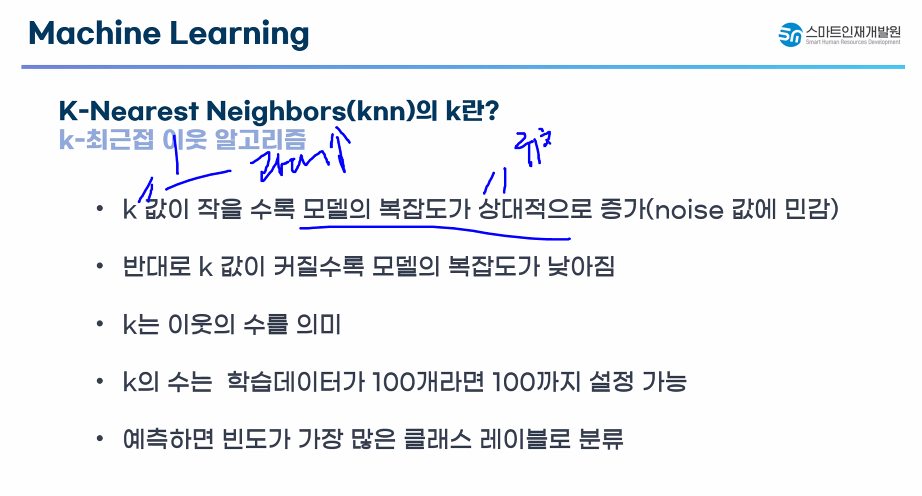 Machine Learning
스마트인재개발원
Smart Human Resources Development
K-Nearest Neighbors(knn)의 k란?
k-최근접 이웃 알고리즘
• k 값이 작을 수록 모델의 복잡도가 상대적으로 증가(noise 값에 민감)
• 반대로 k 값이 커질수록 모델의 복잡도가 낮아짐
• k는 이웃의 수를 의미
• k의 수는 학습데이터가 100개라면 100까지 설정 가능
• 예측하면 빈도가 가장 많은 클래스 레이블로 분류